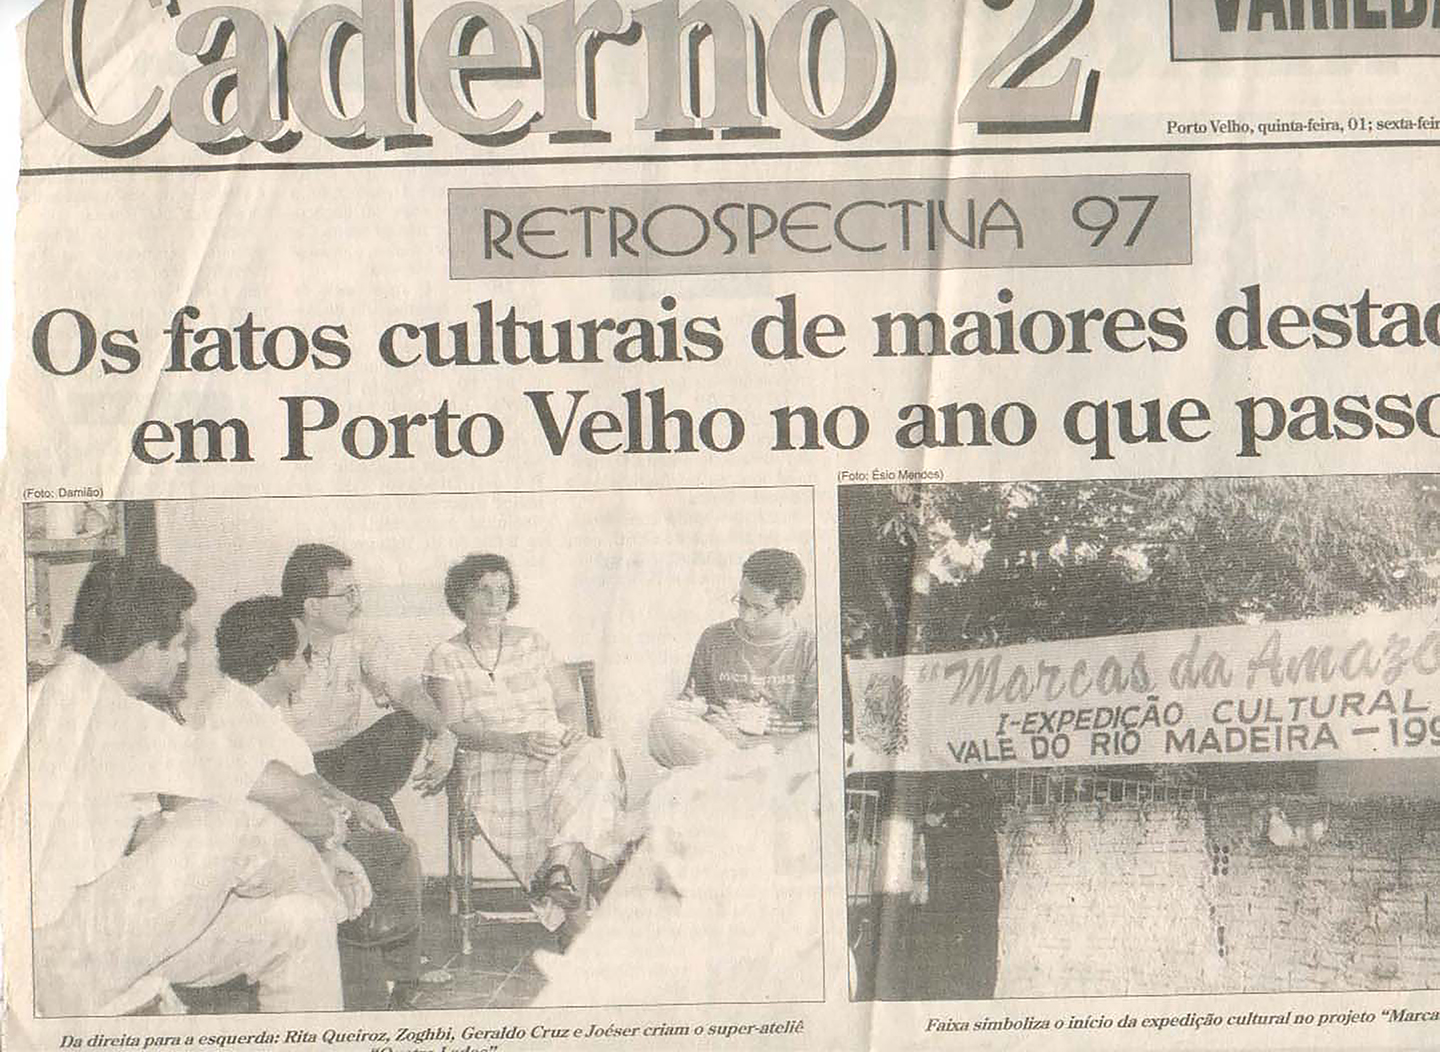 Caderno 2
VARIEDA
Porto Velho, quinta-feira, 01; sexta-feir
RETROSPECTIVA 97
Os fatos culturais de maiores destac
em Porto Velho no ano que passo
(Foto: Damião)
(Foto: Ésio Mendes)
"Marcas da Amazô
I-EXPEDIÇÃO CULTURAL
VALE DO RIO MADEIRA - 199
Da direita para a esquerda: Rita Queiroz, Zoghbi, Geraldo Cruz e Joéser criam o super-ateliê
Faixa simboliza o início da expedição cultural no projeto "Marca